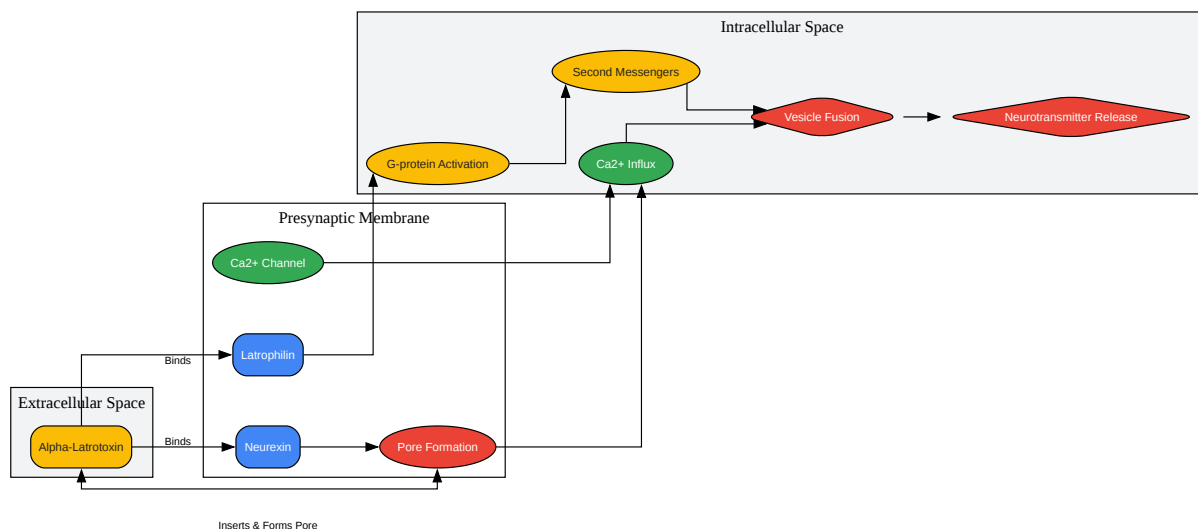 Intracellular Space
Second Messengers
Vesicle Fusion
Neurotransmitter Release
G-protein Activation
Ca2+ Influx
Presynaptic Membrane
Ca2+ Channel
Latrophilin
Binds
Extracellular Space
Alpha-Latrotoxin
Binds
Neurexin
Pore Formation
Inserts & Forms Pore